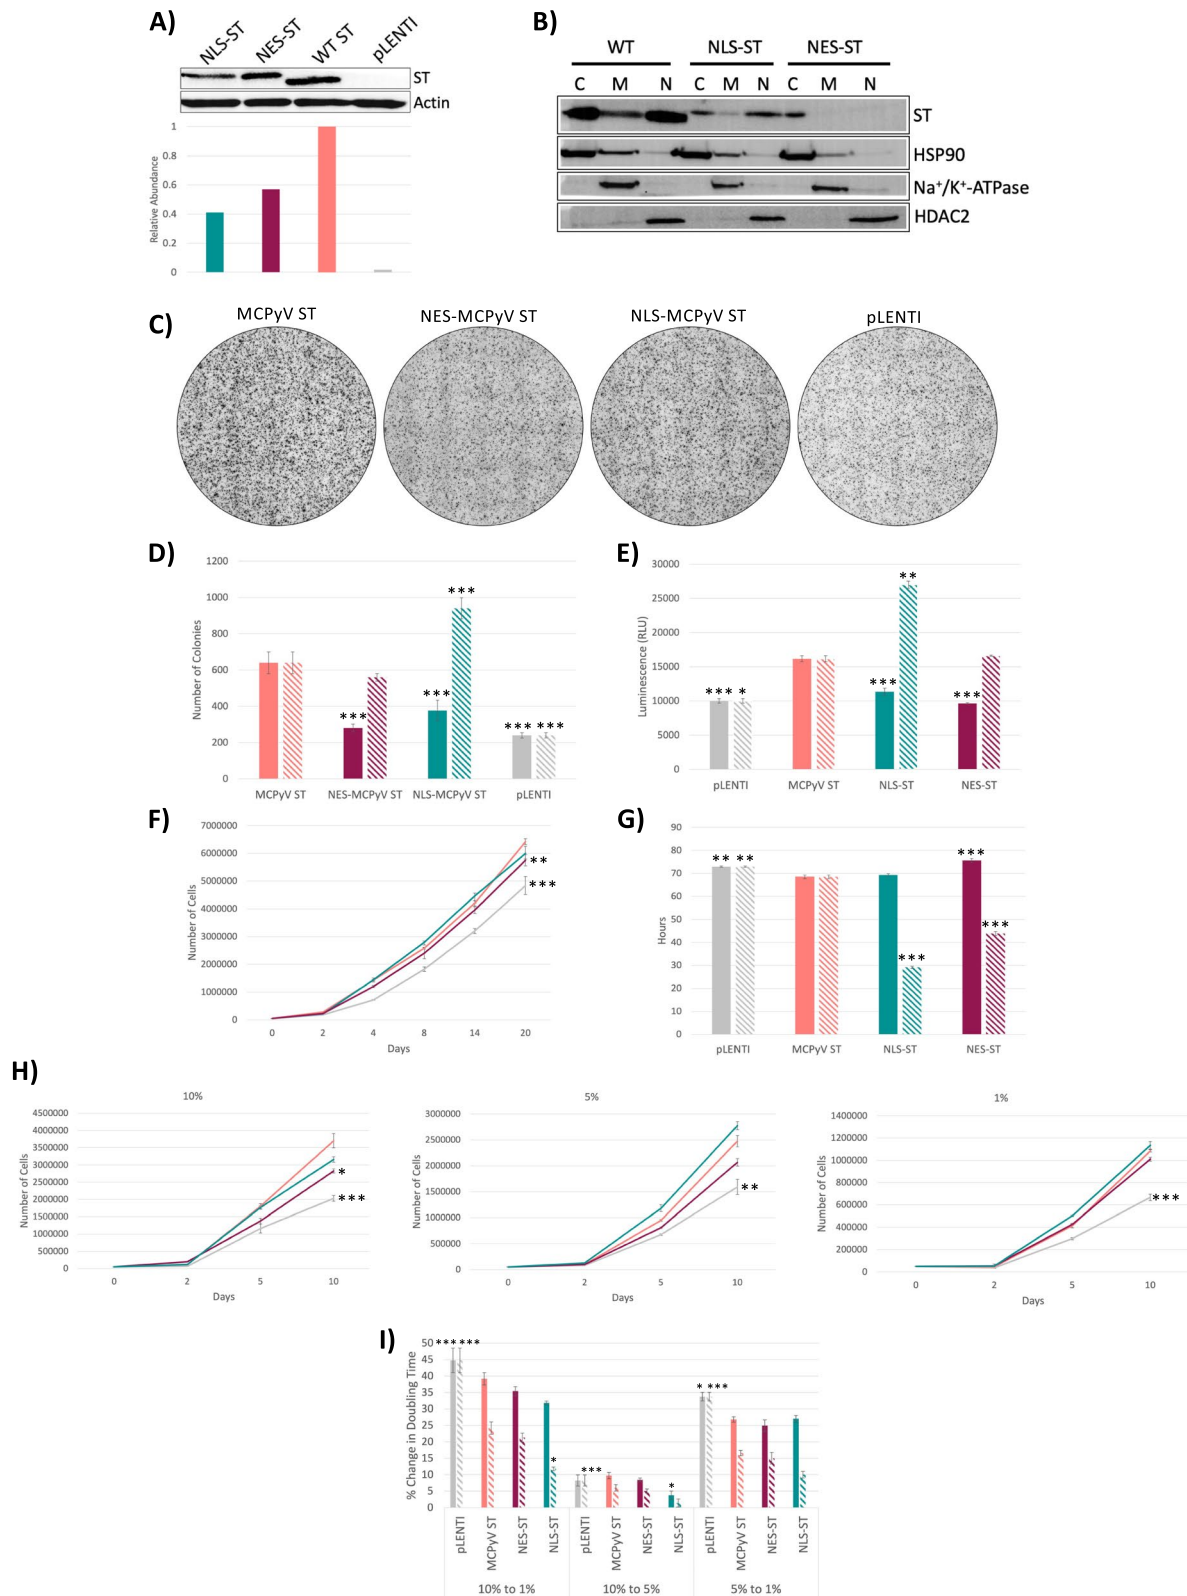 A)
NLS-ST NES-ST WT ST pLENTI
ST
Actin
Relative Abundance
1
0.8
0.6
0.4
0.2
0
B)
WT NLS-ST NES-ST
C M N C M N C M N
ST
HSP90
Na⁺/K⁺-ATPase
HDAC2
C)
MCPyV ST NES-MCPyV ST NLS-MCPyV ST pLENTI
D)
Number of Colonies
1200
1000
800
600
400
200
0
*** *** *** *** ***
MCPyV ST NES-MCPyV ST NLS-MCPyV ST pLENTI
E)
Luminescence (RLU)
30000
25000
20000
15000
10000
5000
0
*** * *** ** ***
pLENTI MCPyV ST NLS-ST NES-ST
F)
Number of Cells
7000000
6000000
5000000
4000000
3000000
2000000
1000000
0
**
***
0 2 4 8 14 20
Days
G)
Hours
90
80
70
60
50
40
30
20
10
0
** ** *** *** ***
pLENTI MCPyV ST NLS-ST NES-ST
H)
10%
Number of Cells
4500000
4000000
3500000
3000000
2500000
2000000
1500000
1000000
500000
0
*
***
0 2 5 10
Days
5%
Number of Cells
3000000
2500000
2000000
1500000
1000000
500000
0
**
0 2 5 10
Days
1%
Number of Cells
1400000
1200000
1000000
800000
600000
400000
200000
0
***
0 2 5 10
Days
I)
% Change in Doubling Time
50
45
40
35
30
25
20
15
10
5
0
*** *** * *** * * ***
pLENTI MCPyV ST NES-ST NLS-ST pLENTI MCPyV ST NES-ST NLS-ST pLENTI MCPyV ST NES-ST NLS-ST
10% to 1% 10% to 5% 5% to 1%